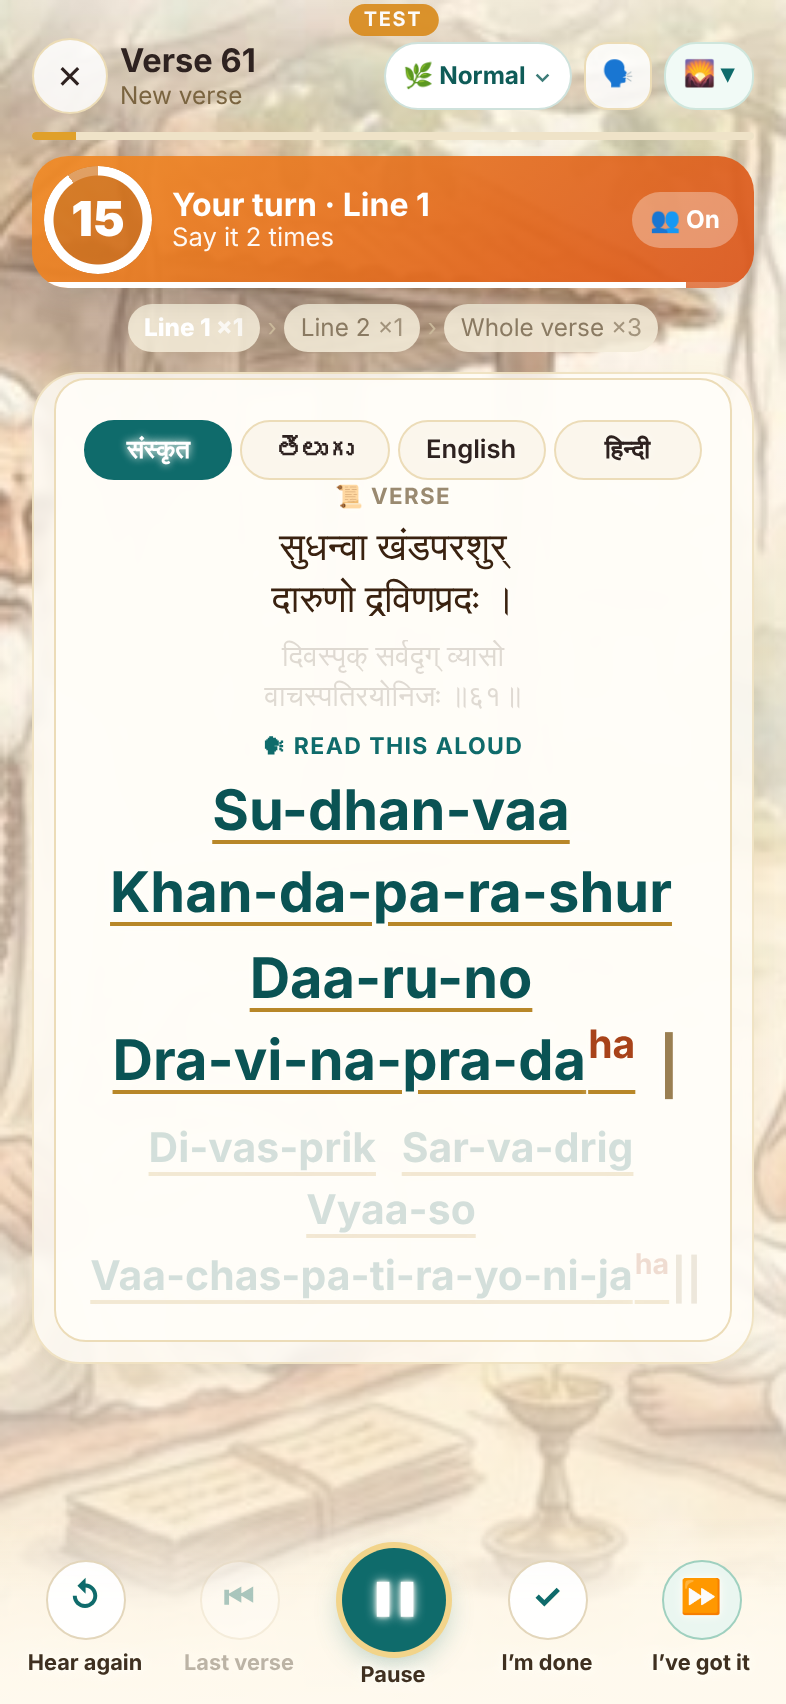 TEST
Verse 61
New verse
🌿 Normal
15
Your turn · Line 1
Say it 2 times
👥 On
Line 1 ×1 › Line 2 ×1 › Whole verse ×3
संस्कृत తెలుగు English हिन्दी
📜 VERSE
सुधन्वा खंडपरशुर्
दारुणो द्रविणप्रदः ।
दिवस्पृक् सर्वदृग् व्यासो
वाचस्पतिरयोनिजः ॥६१॥
🗣 READ THIS ALOUD
Su-dhan-vaa
Khan-da-pa-ra-shur
Daa-ru-no
Dra-vi-na-pra-daha |
Di-vas-prik Sar-va-drig
Vyaa-so
Vaa-chas-pa-ti-ra-yo-ni-jaha||
Hear again Last verse Pause I’m done I’ve got it